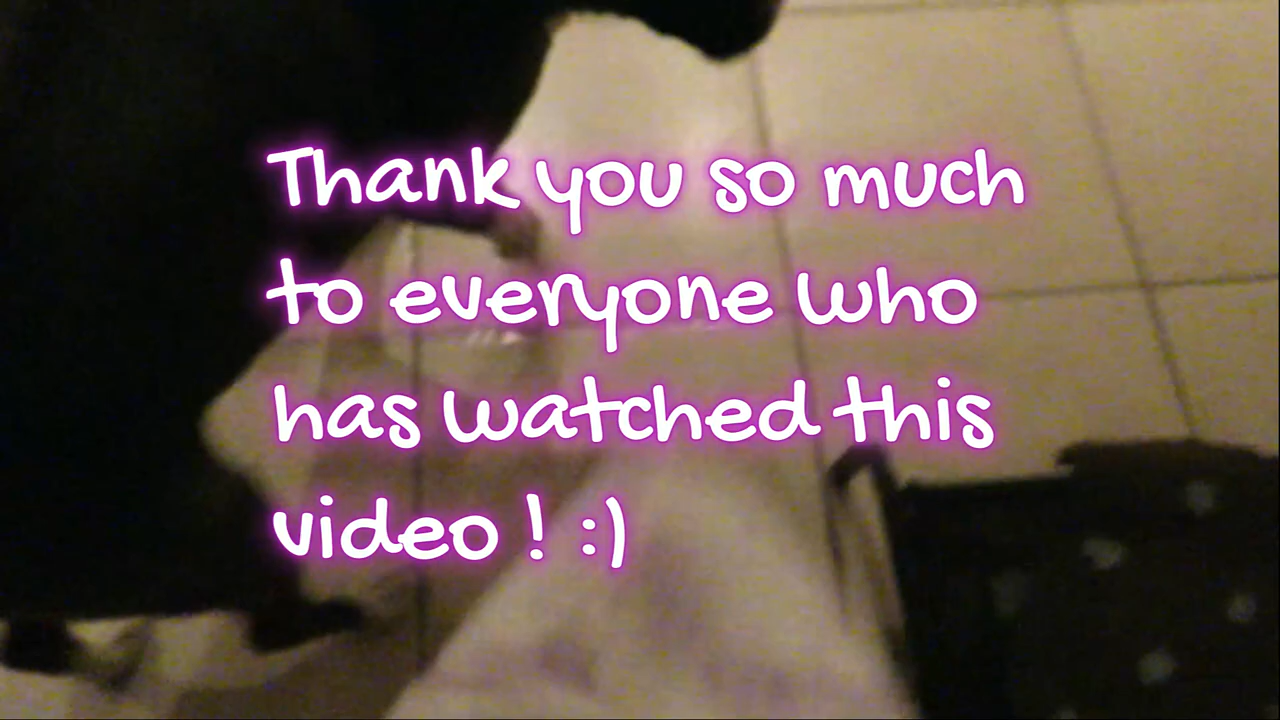 Thank you so much
to everyone who
has watched this
video ! :)